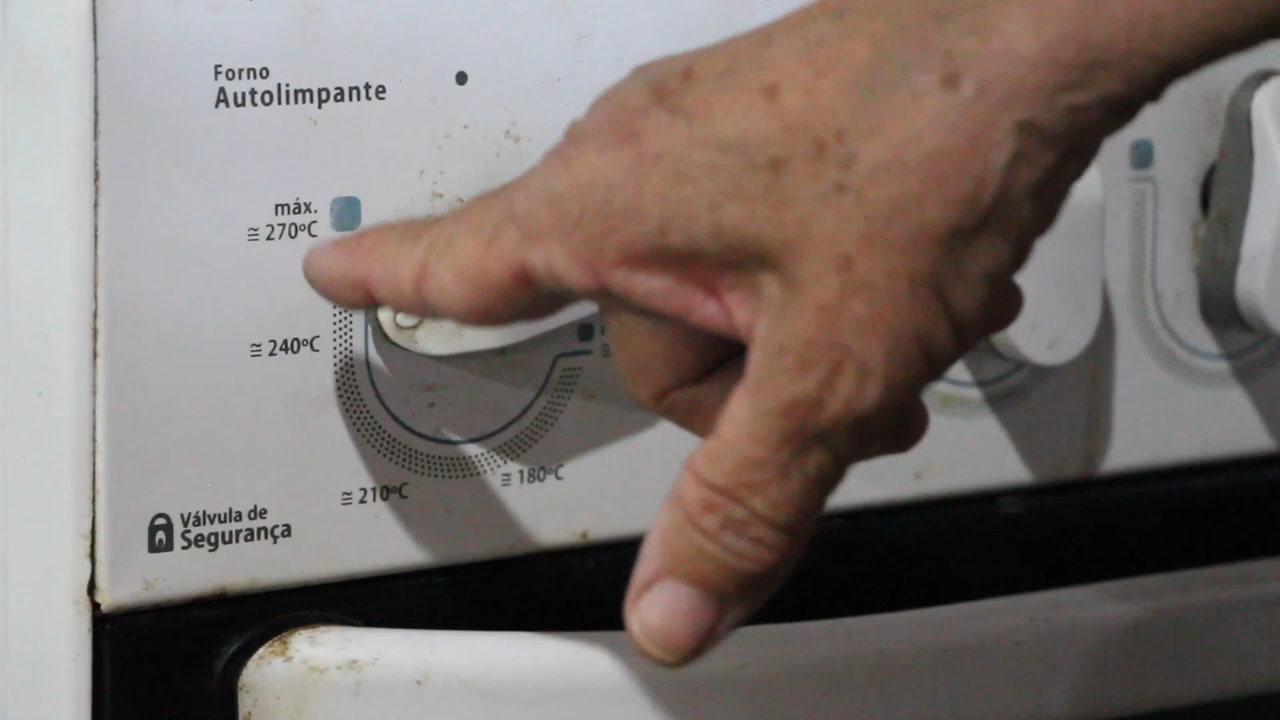 Forno
Autolimpante
máx.
≅ 270ºC
≅ 240ºC
≅ 210ºC
≅ 180ºC
Válvula de
Segurança